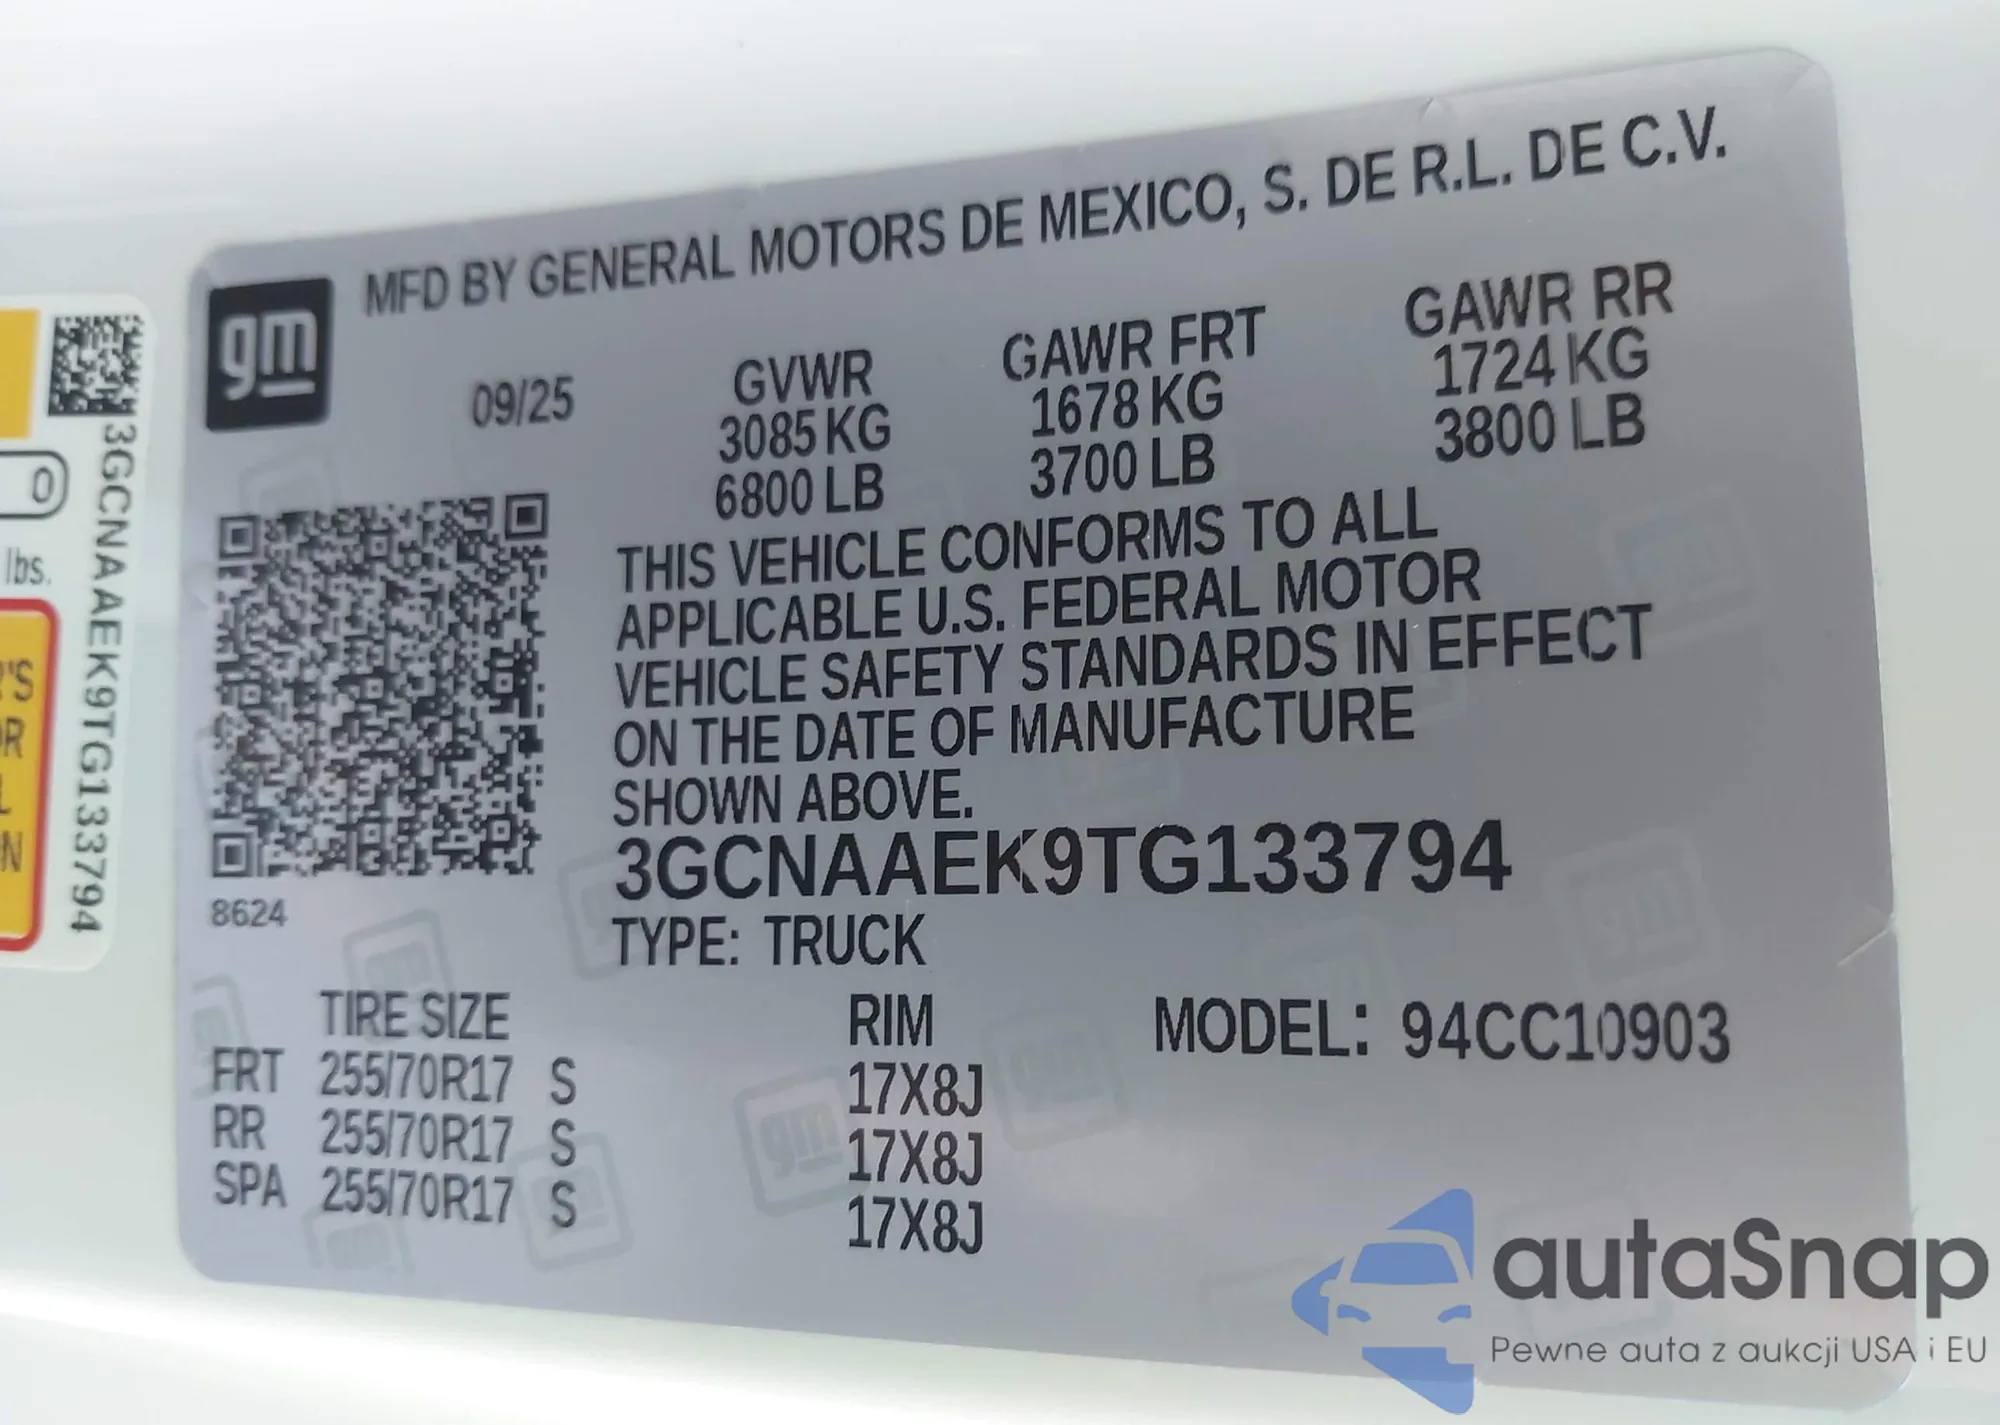 MFD BY GENERAL MOTORS DE MEXICO, S. DE R.L. DE C.V.
gm
09/25
GVWR
3085 KG
6800 LB
GAWR FRT
1678 KG
3700 LB
GAWR RR
1724 KG
3800 LB
THIS VEHICLE CONFORMS TO ALL
APPLICABLE U.S. FEDERAL MOTOR
VEHICLE SAFETY STANDARDS IN EFFECT
ON THE DATE OF MANUFACTURE
SHOWN ABOVE.
3GCNAAEK9TG133794
TYPE: TRUCK
8624
TIRE SIZE RIM MODEL: 94CC10903
FRT 255/70R17 S 17X8J
RR 255/70R17 S 17X8J
SPA 255/70R17 S 17X8J
3GCNAAEK9TG133794
0
lbs.
'S
autaSnap
Pewne auta z aukcji USA i EU